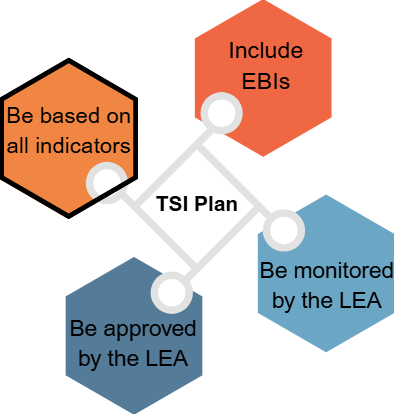 Include
EBIs
Be based on
all indicators
TSI Plan
Be monitored
by the LEA
Be approved
by the LEA